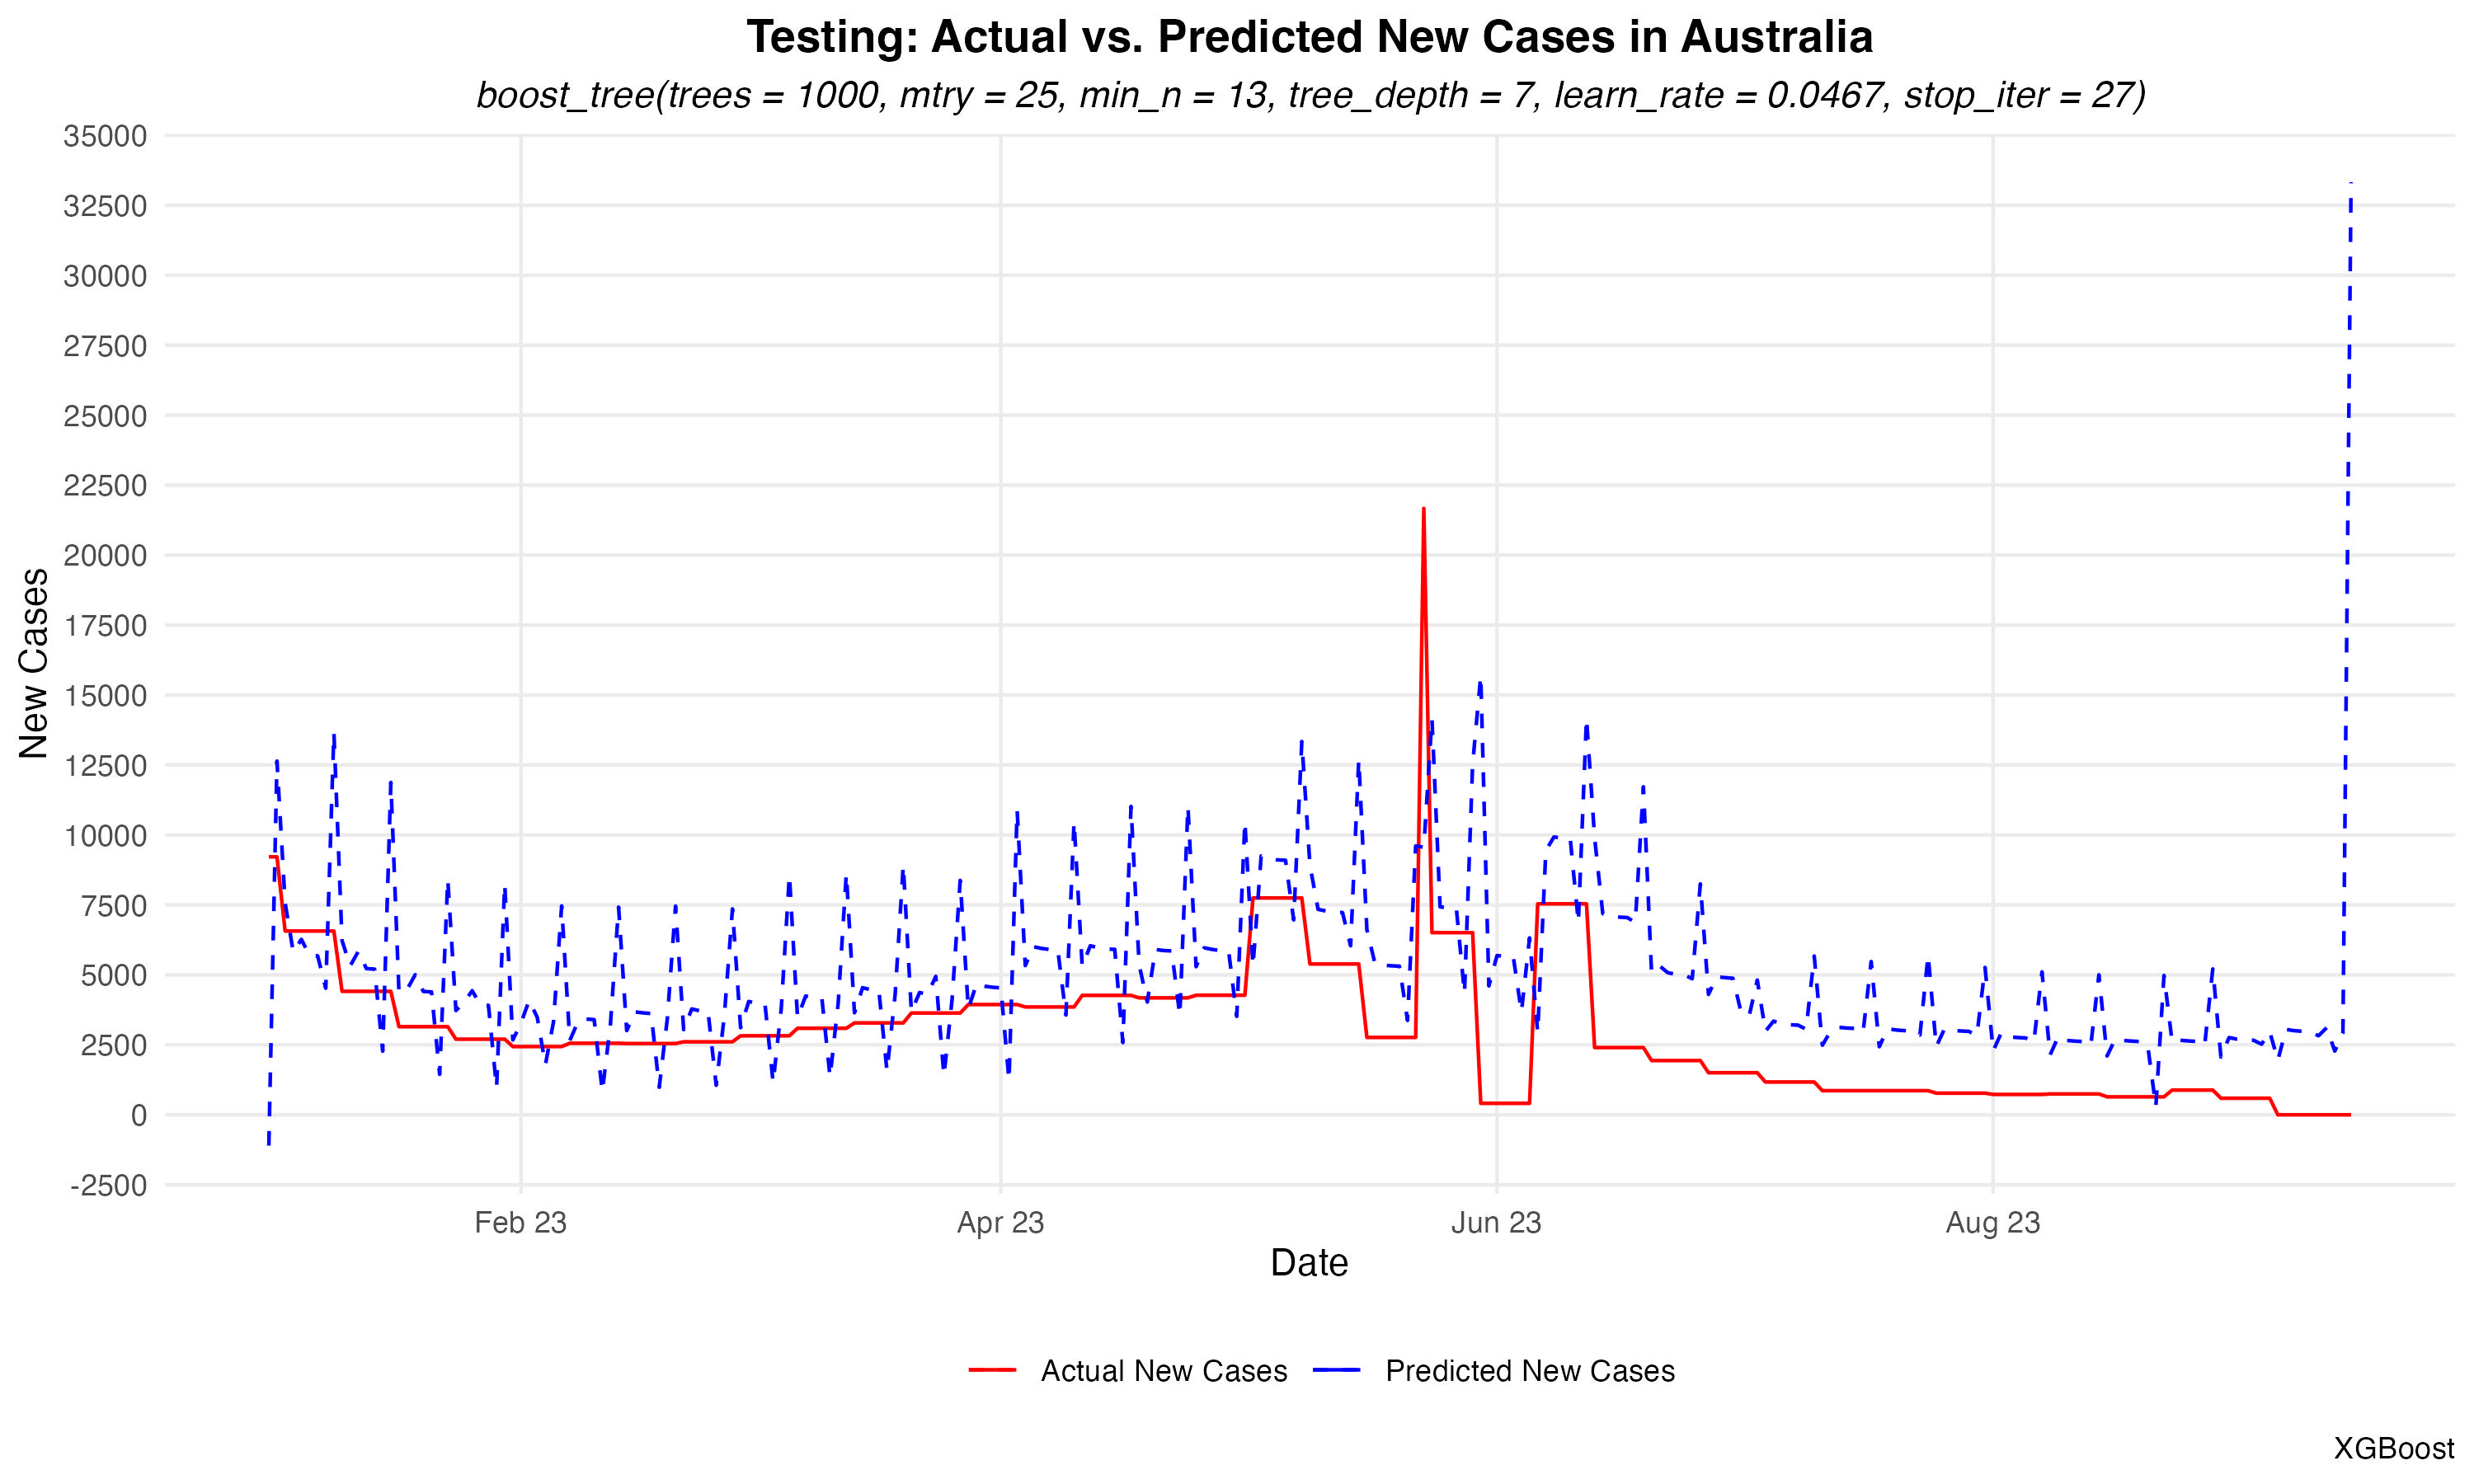 Testing: Actual vs. Predicted New Cases in Australia
boost_tree(trees = 1000, mtry = 25, min_n = 13, tree_depth = 7, learn_rate = 0.0467, stop_iter = 27)
35000
32500
30000
27500
25000
22500
20000
17500
15000
12500
10000
7500
5000
2500
0
-2500
New Cases
Feb 23 Apr 23 Jun 23 Aug 23
Date
Actual New Cases Predicted New Cases
XGBoost